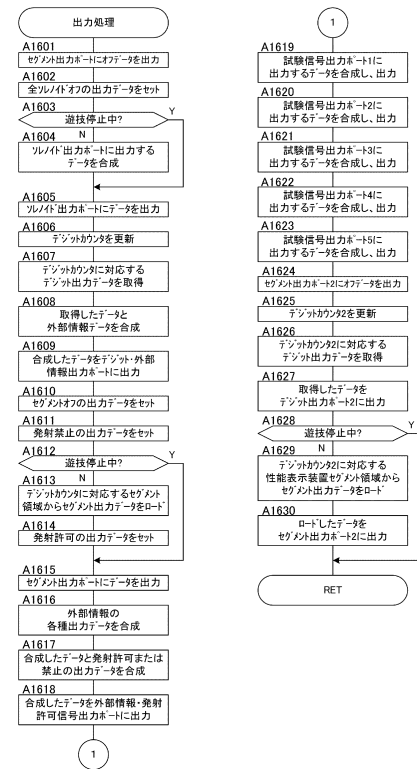 出力処理
A1601
セグメント出力ポートにオフデータを出力
A1602
全ソレノイドオフの出力データをセット
A1603
遊技停止中?
Y
N
A1604
ソレノイド出力ポートに出力する
データを合成
A1605
ソレノイド出力ポートにデータを出力
A1606
デジットカウンタを更新
A1607
デジットカウンタに対応する
デジット出力データを取得
A1608
取得したデータと
外部情報データを合成
A1609
合成したデータをデジット・外部
情報出力ポートに出力
A1610
セグメントオフの出力データをセット
A1611
発射禁止の出力データをセット
A1612
遊技停止中?
Y
N
A1613
デジットカウンタに対応するセグメント
領域からセグメント出力データをロード
A1614
発射許可の出力データをセット
A1615
セグメント出力ポートにデータを出力
A1616
外部情報の
各種出力データを合成
A1617
合成したデータと発射許可または
禁止の出力データを合成
A1618
合成したデータを外部情報・発射
許可信号出力ポートに出力
1
1
A1619
試験信号出力ポート1に
出力するデータを合成し、出力
A1620
試験信号出力ポート2に
出力するデータを合成し、出力
A1621
試験信号出力ポート3に
出力するデータを合成し、出力
A1622
試験信号出力ポート4に
出力するデータを合成し、出力
A1623
試験信号出力ポート5に
出力するデータを合成し、出力
A1624
セグメント出力ポート2にオフデータを出力
A1625
デジットカウンタ2を更新
A1626
デジットカウンタ2に対応する
デジット出力データを取得
A1627
取得したデータを
デジット出力ポート2に出力
A1628
遊技停止中?
Y
N
A1629
デジットカウンタ2に対応する
性能表示装置セグメント領域から
セグメント出力データをロード
A1630
ロードしたデータを
セグメント出力ポート2に出力
RET